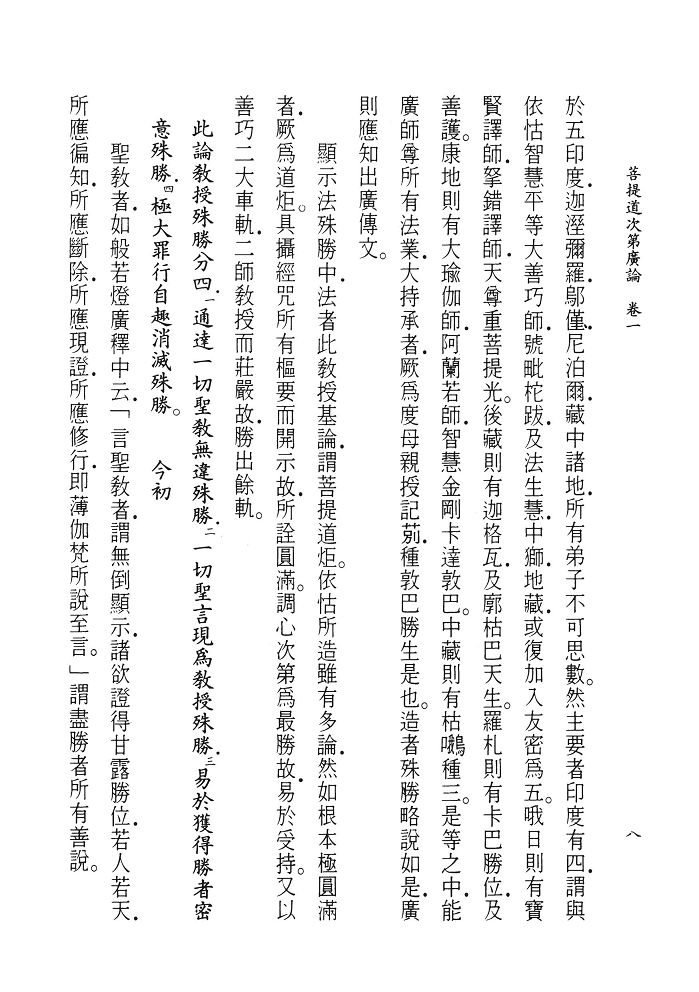 菩提道次第廣論　卷一
八
於五印度．迦溼彌羅．鄔僅．尼泊爾．藏中諸地．所有弟子不可思數。然主要者印度有四．謂與
依怙智慧平等大善巧師．號毗柁跋．及法生慧．中獅．地藏．或復加入友密為五。哦日則有寶
賢譯師．拏錯譯師．天尊重菩提光。後藏則有迦格瓦．及廓枯巴天生。羅札則有卡巴勝位．及
善護。康地則有大瑜伽師．阿蘭若師．智慧金剛．卡達敦巴。中藏則有枯鵽種三。是等之中．能
廣師尊所有法業．大持承者．厥為度母親授記莂．種敦巴勝生是也。造者殊勝略說如是．廣
則應知出廣傳文。
顯示法殊勝中．法者此教授基論．謂菩提道炬。依怙所造雖有多論．然如根本極圓滿
者．厥為道炬。具攝經咒所有樞要而開示故．所詮圓滿。調心次第為最勝故．易於受持。又以
善巧二大車軌．二師教授而莊嚴故．勝出餘軌。
此論教授殊勝分四．一通達一切聖教無違殊勝．二一切聖言現為教授殊勝．三易於獲得勝者密
意殊勝．四極大罪行自趣消滅殊勝。　今初
聖教者．如般若燈廣釋中云．「言聖教者．謂無倒顯示．諸欲證得甘露勝位．若人若天．
所應徧知．所應斷除．所應現證．所應修行．即薄伽梵所說至言。」謂盡勝者所有善說。